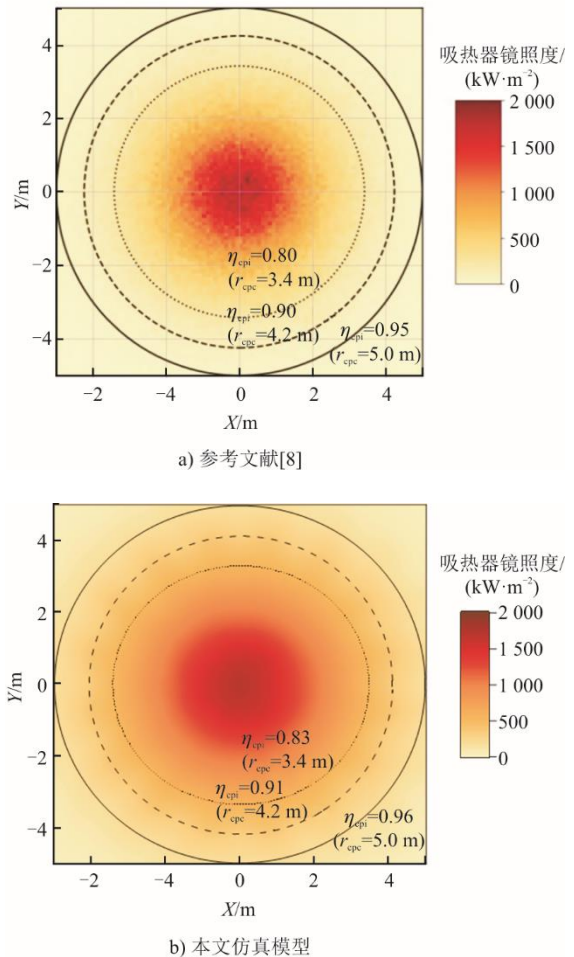 吸热器镜照度/
(kW·m⁻²)
2 000
1 500
1 000
500
0
4
2
0
−2
−4
Y/m
η_cpi=0.80
(r_cpc=3.4 m)
η_cpi=0.90
(r_cpc=4.2 m)
η_cpi=0.95
(r_cpc=5.0 m)
−2 0 2 4
X/m
a) 参考文献[8]
吸热器镜照度/
(kW·m⁻²)
2 000
1 500
1 000
500
0
4
2
0
−2
−4
Y/m
η_cpi=0.83
(r_cpc=3.4 m)
η_cpi=0.91
(r_cpc=4.2 m)
η_cpi=0.96
(r_cpc=5.0 m)
−2 0 2 4
X/m
b) 本文仿真模型